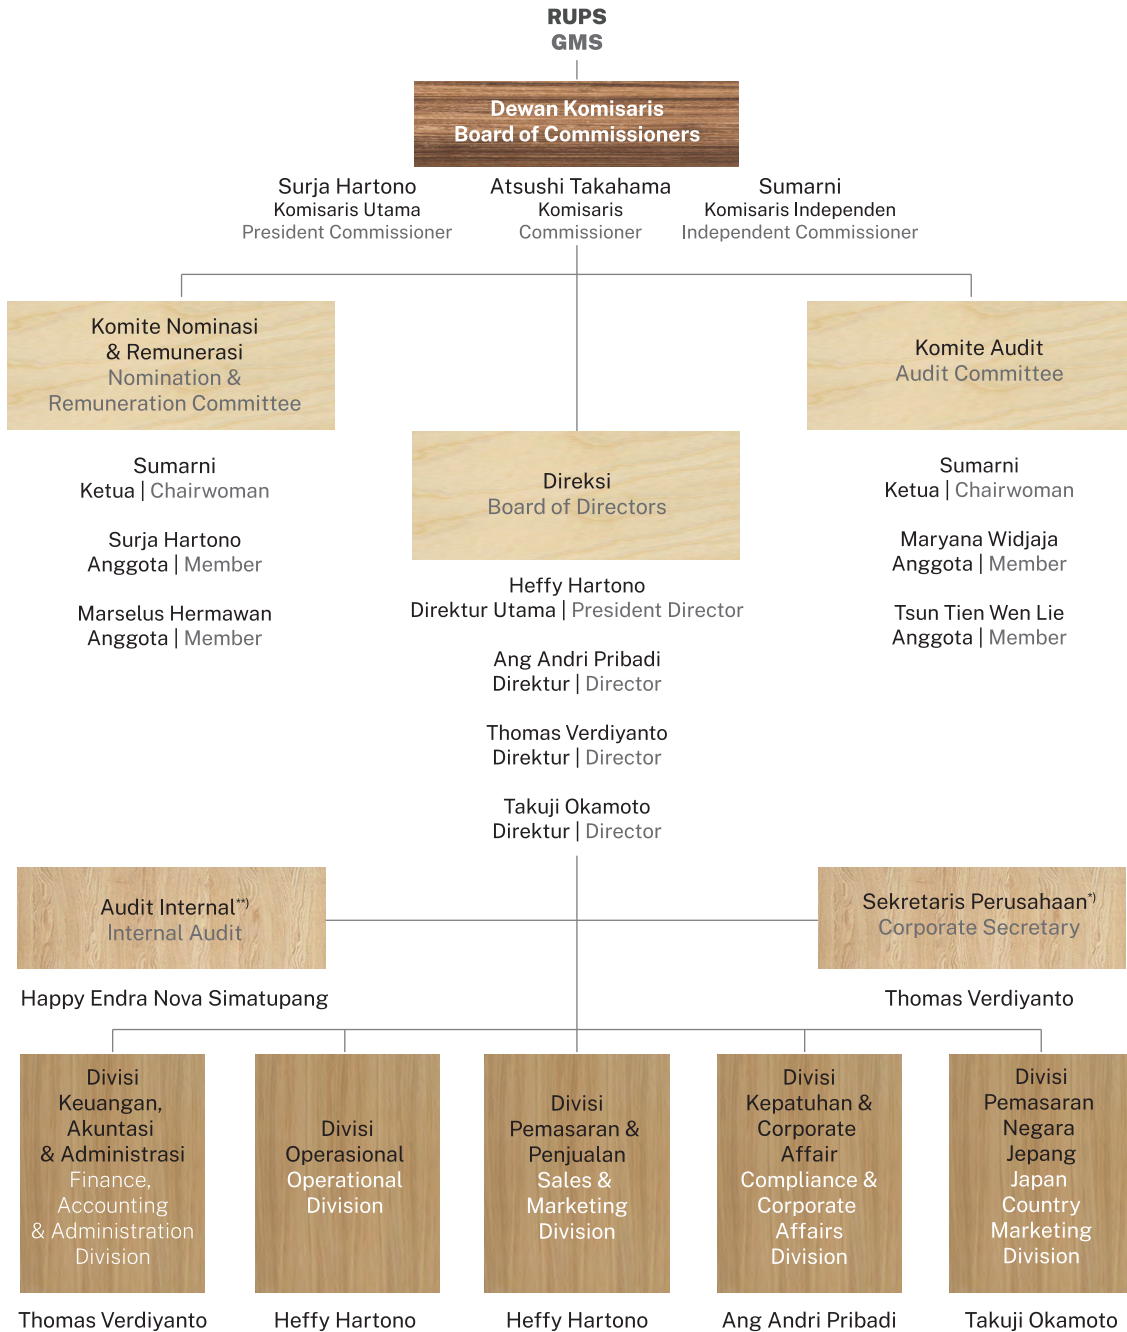 RUPS
GMS
Dewan Komisaris
Board of Commissioners
Surja Hartono
Komisaris Utama
President Commissioner
Atsushi Takahama
Komisaris
Commissioner
Sumarni
Komisaris Independen
Independent Commissioner
Komite Nominasi
& Remunerasi
Nomination &
Remuneration Committee
Sumarni
Ketua | Chairwoman
Surja Hartono
Anggota | Member
Marselus Hermawan
Anggota | Member
Direksi
Board of Directors
Heffy Hartono
Direktur Utama | President Director
Ang Andri Pribadi
Direktur | Director
Thomas Verdiyanto
Direktur | Director
Takuji Okamoto
Direktur | Director
Komite Audit
Audit Committee
Sumarni
Ketua | Chairwoman
Maryana Widjaja
Anggota | Member
Tsun Tien Wen Lie
Anggota | Member
Audit Internal**)
Internal Audit
Happy Endra Nova Simatupang
Sekretaris Perusahaan*)
Corporate Secretary
Thomas Verdiyanto
Divisi
Keuangan,
Akuntasi
& Administrasi
Finance,
Accounting
& Administration
Division
Thomas Verdiyanto
Divisi
Operasional
Operational
Division
Heffy Hartono
Divisi
Pemasaran &
Penjualan
Sales &
Marketing
Division
Heffy Hartono
Divisi
Kepatuhan &
Corporate
Affair
Compliance &
Corporate
Affairs
Division
Ang Andri Pribadi
Divisi
Pemasaran
Negara
Jepang
Japan
Country
Marketing
Division
Takuji Okamoto